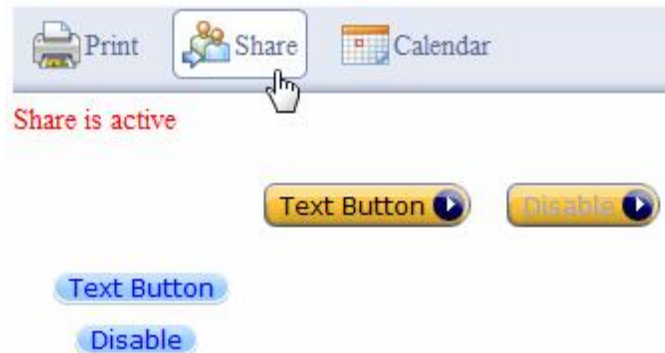 Print Share Calendar
Share is active
Text Button Disable
Text Button
Disable